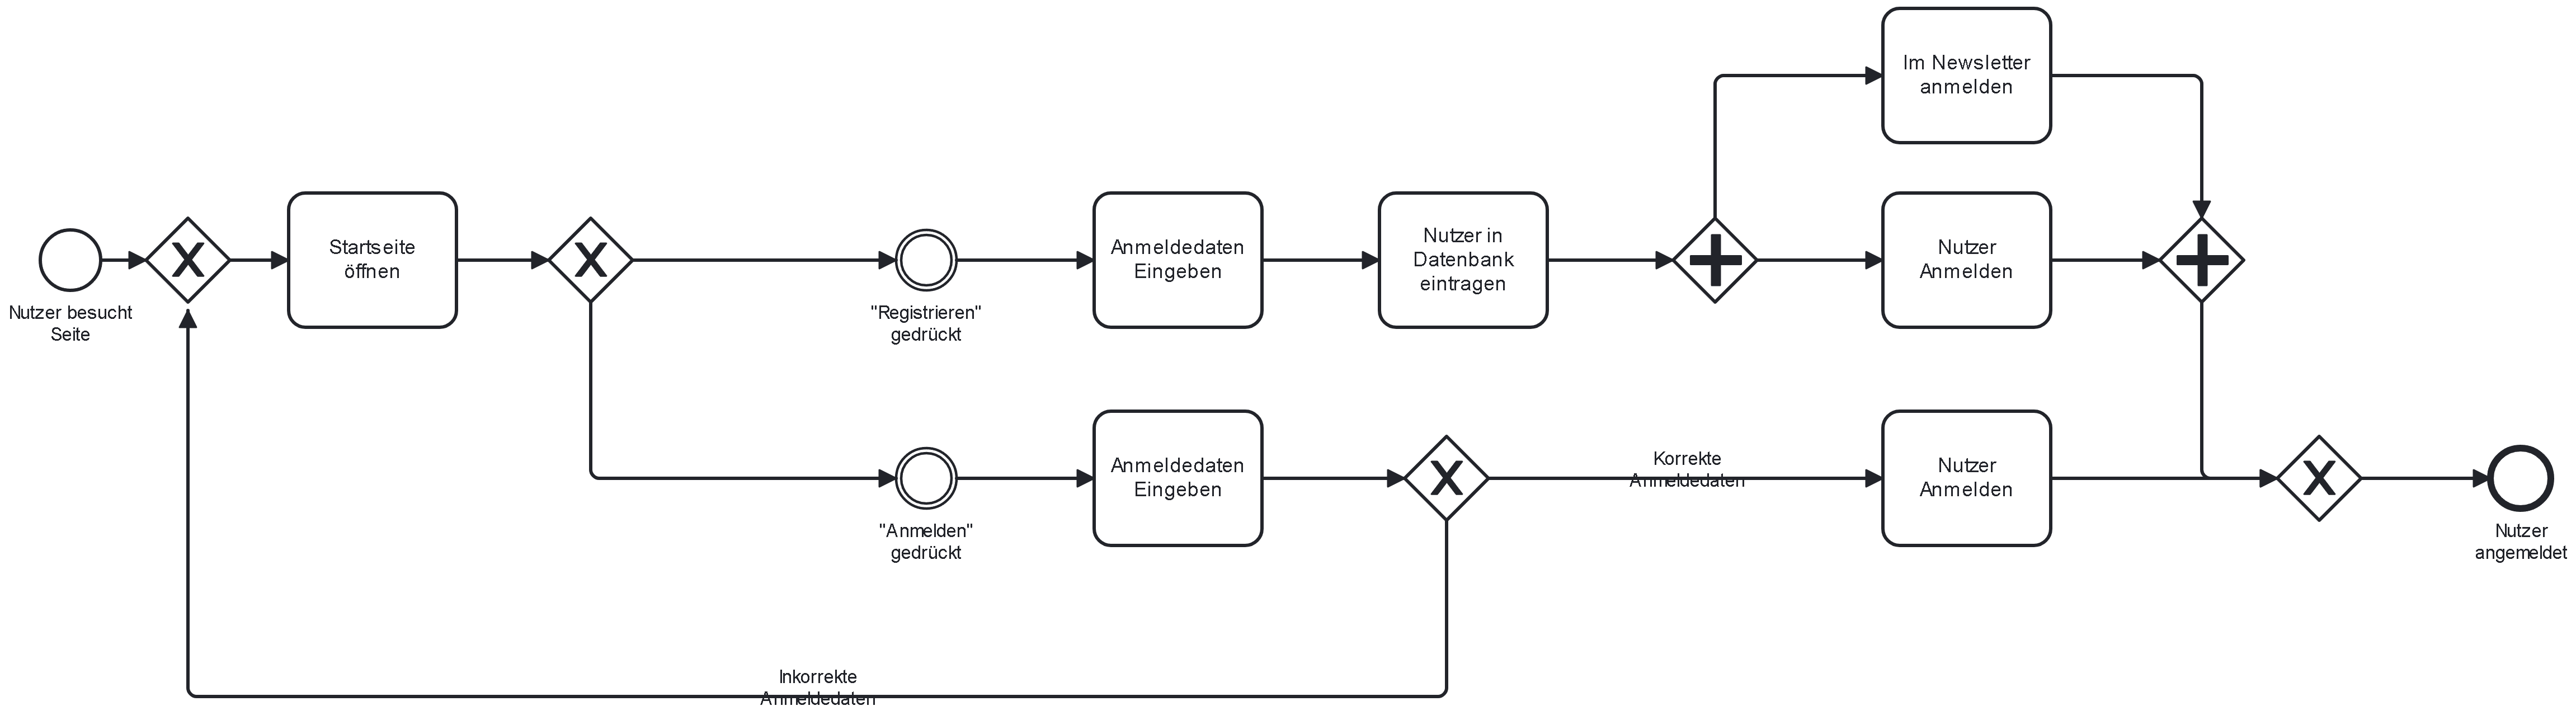 Im Newsletter
anmelden
Nutzer besucht
Seite
Startseite
öffnen
"Registrieren"
gedrückt
Anmeldedaten
Eingeben
Nutzer in
Datenbank
eintragen
Nutzer
Anmelden
"Anmelden"
gedrückt
Anmeldedaten
Eingeben
Korrekte
Anmeldedaten
Nutzer
Anmelden
Nutzer
angemeldet
Inkorrekte
Anmeldedaten